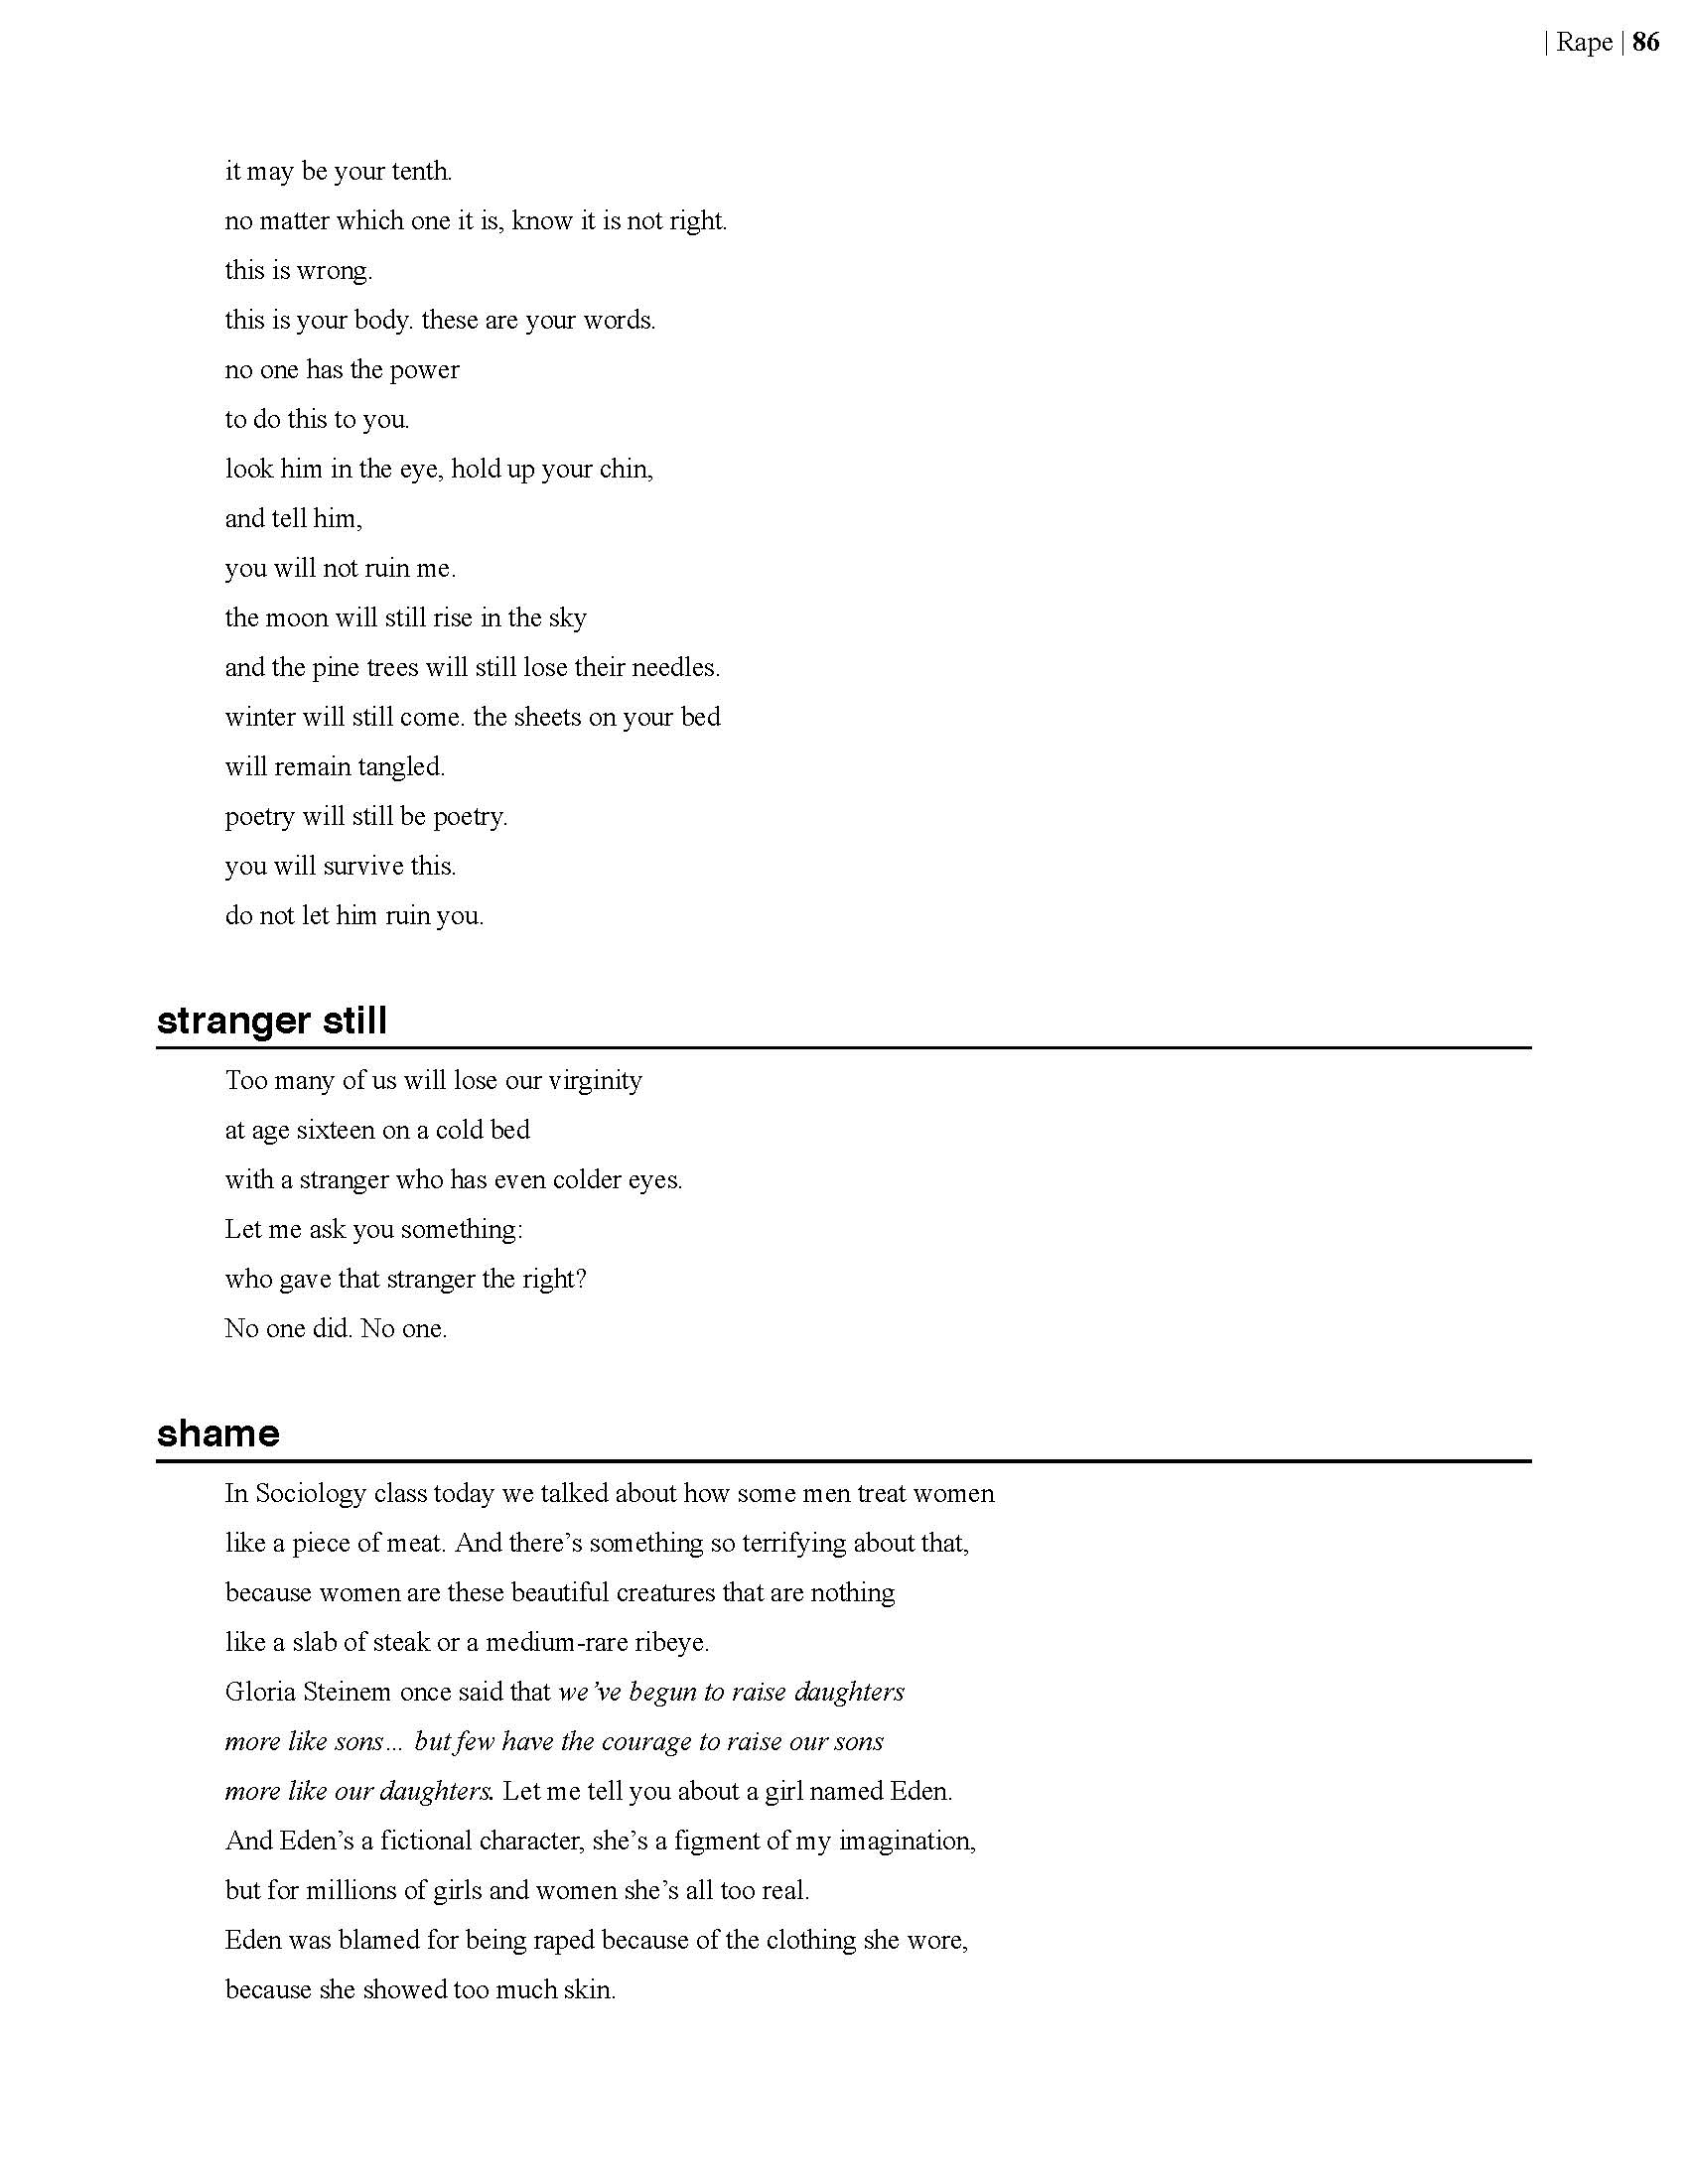 | Rape | 86
it may be your tenth.
no matter which one it is, know it is not right.
this is wrong.
this is your body. these are your words.
no one has the power
to do this to you.
look him in the eye, hold up your chin,
and tell him,
you will not ruin me.
the moon will still rise in the sky
and the pine trees will still lose their needles.
winter will still come. the sheets on your bed
will remain tangled.
poetry will still be poetry.
you will survive this.
do not let him ruin you.
stranger still
Too many of us will lose our virginity
at age sixteen on a cold bed
with a stranger who has even colder eyes.
Let me ask you something:
who gave that stranger the right?
No one did. No one.
shame
In Sociology class today we talked about how some men treat women
like a piece of meat. And there’s something so terrifying about that,
because women are these beautiful creatures that are nothing
like a slab of steak or a medium-rare ribeye.
Gloria Steinem once said that we’ve begun to raise daughters
more like sons… but few have the courage to raise our sons
more like our daughters. Let me tell you about a girl named Eden.
And Eden’s a fictional character, she’s a figment of my imagination,
but for millions of girls and women she’s all too real.
Eden was blamed for being raped because of the clothing she wore,
because she showed too much skin.